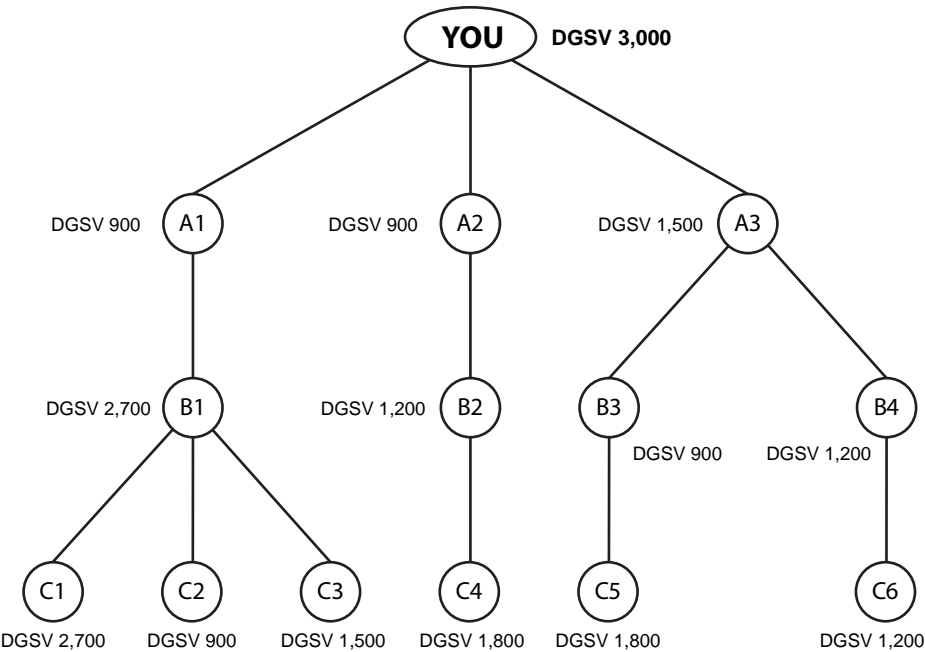 YOU DGSV 3,000
DGSV 900 A1 DGSV 900 A2 DGSV 1,500 A3
DGSV 2,700 B1 DGSV 1,200 B2 B3 B4
DGSV 900 DGSV 1,200
C1 C2 C3 C4 C5 C6
DGSV 2,700 DGSV 900 DGSV 1,500 DGSV 1,800 DGSV 1,800 DGSV 1,200